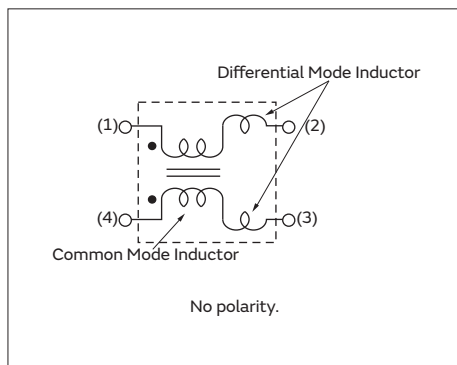 Differential Mode Inductor
(1)
(2)
(4)
(3)
Common Mode Inductor
No polarity.